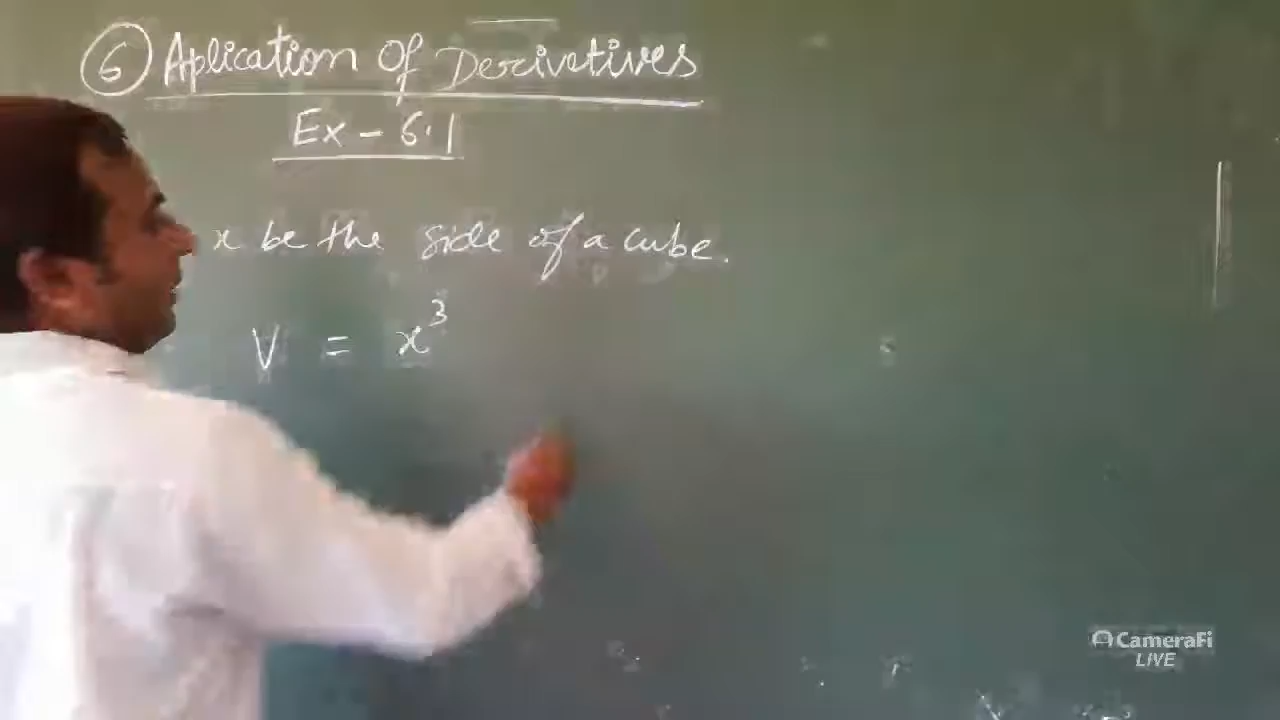 6 Aplication Of Derivatives
Ex - 6.1
x be the side of a cube.
V = x³
CameraFi
LIVE